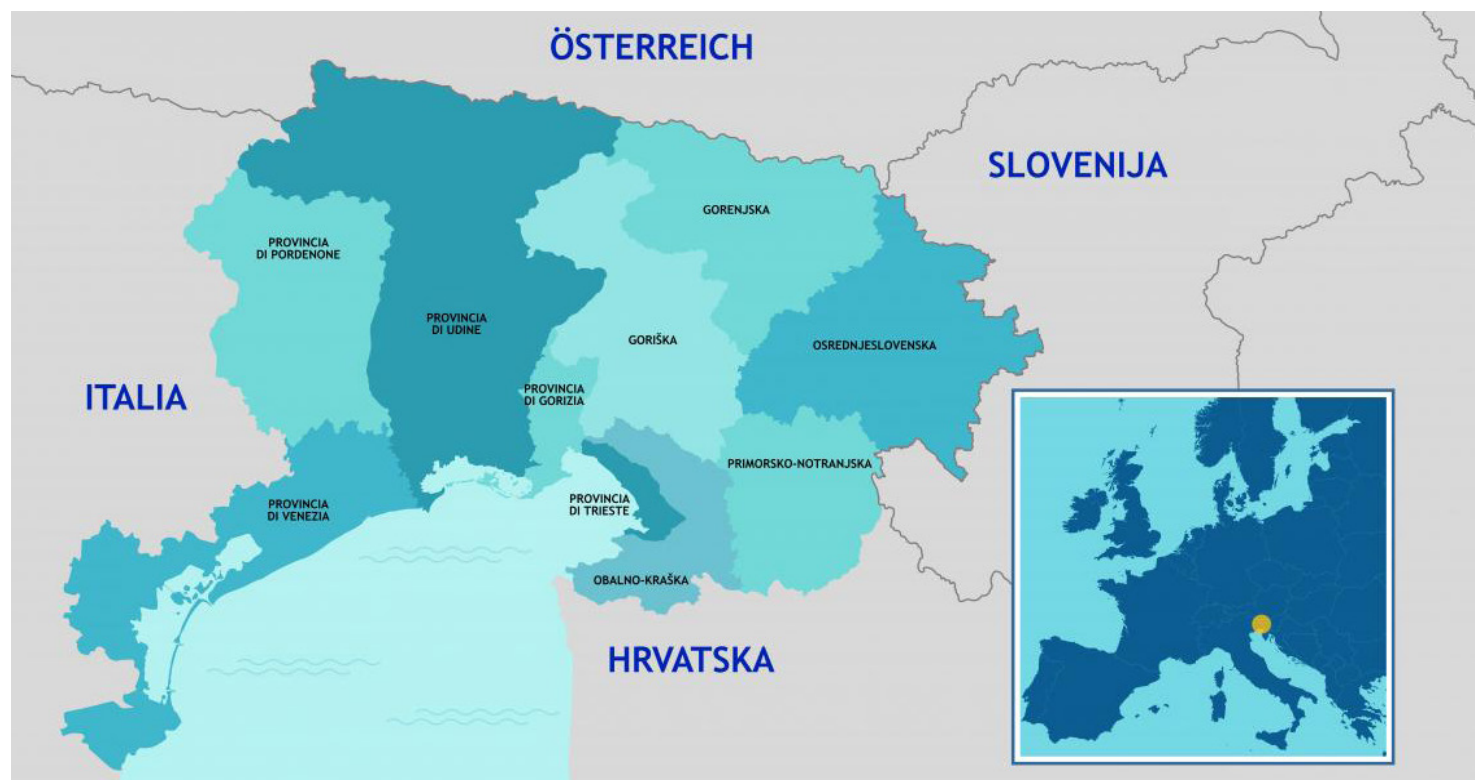 ÖSTERREICH
SLOVENIJA
GORENJSKA
PROVINCIA
DI PORDENONE
PROVINCIA
DI UDINE
GORIŠKA
OSREDNJESLOVENSKA
ITALIA
PROVINCIA
DI GORIZIA
PRIMORSKO-NOTRANJSKA
PROVINCIA
DI VENEZIA
PROVINCIA
DI TRIESTE
OBALNO-KRAŠKA
HRVATSKA